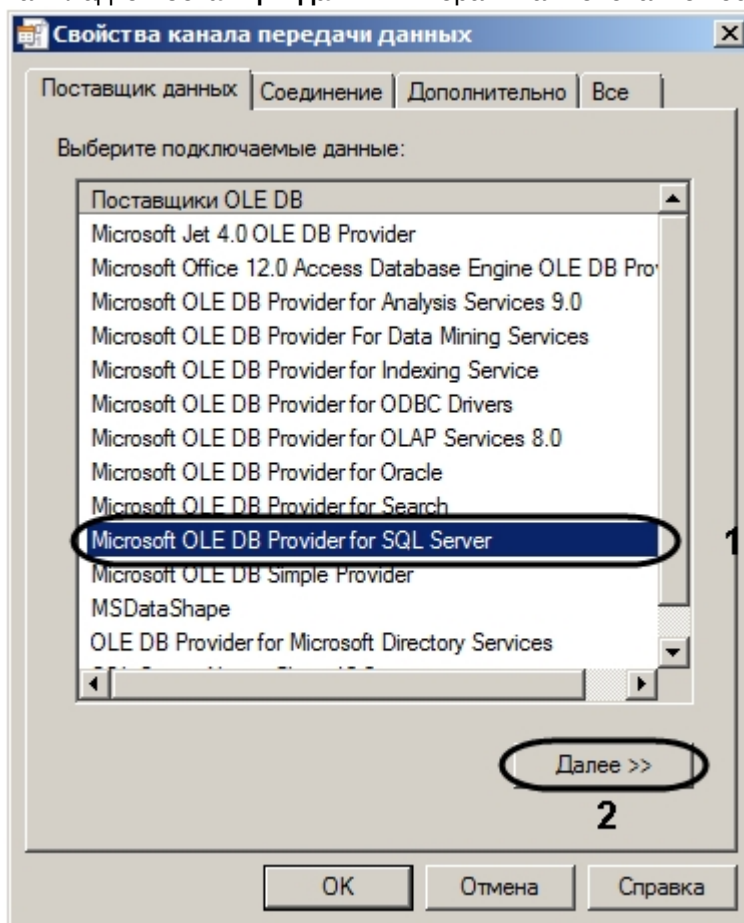 Свойства канала передачи данных
Поставщик данных Соединение Дополнительно Все
Выберите подключаемые данные:
Поставщики OLE DB
Microsoft Jet 4.0 OLE DB Provider
Microsoft Office 12.0 Access Database Engine OLE DB Pro
Microsoft OLE DB Provider for Analysis Services 9.0
Microsoft OLE DB Provider For Data Mining Services
Microsoft OLE DB Provider for Indexing Service
Microsoft OLE DB Provider for ODBC Drivers
Microsoft OLE DB Provider for OLAP Services 8.0
Microsoft OLE DB Provider for Oracle
Microsoft OLE DB Provider for Search
Microsoft OLE DB Provider for SQL Server 1
Microsoft OLE DB Simple Provider
MSDataShape
OLE DB Provider for Microsoft Directory Services
Далее >>
2
OK Отмена Справка